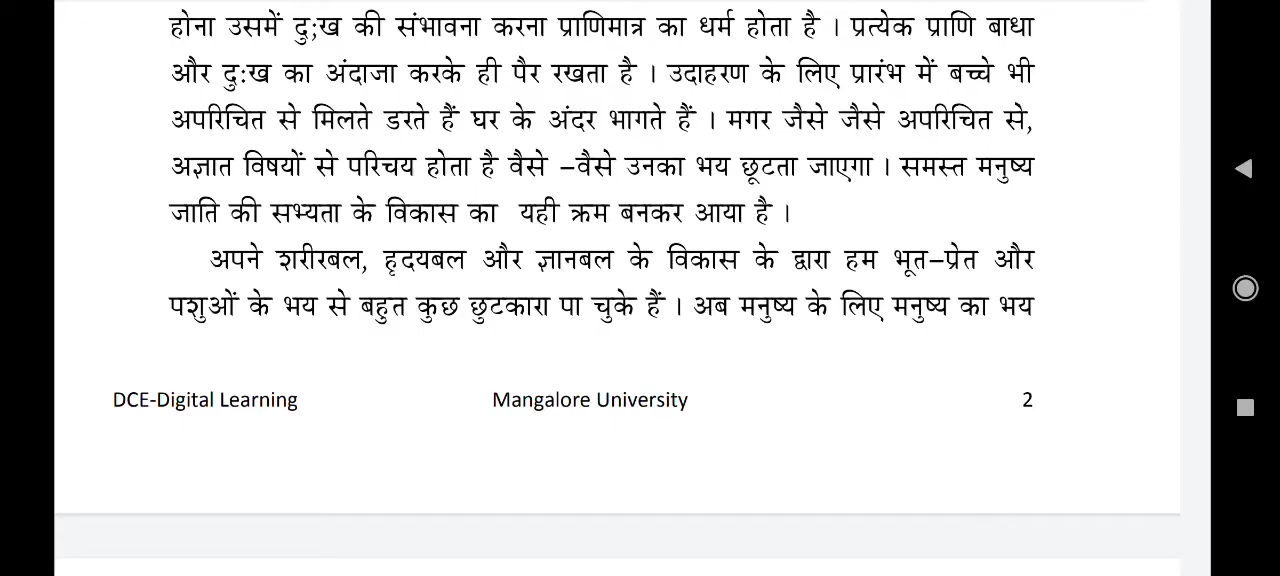 होना उसमें दु;ख की संभावना करना प्राणिमात्र का धर्म होता है । प्रत्येक प्राणि बाधा
और दुःख का अंदाजा करके ही पैर रखता है । उदाहरण के लिए प्रारंभ में बच्चे भी
अपरिचित से मिलते डरते हैं घर के अंदर भागते हैं । मगर जैसे जैसे अपरिचित से,
अज्ञात विषयों से परिचय होता है वैसे –वैसे उनका भय छूटता जाएगा । समस्त मनुष्य
जाति की सभ्यता के विकास का यही क्रम बनकर आया है ।
अपने शरीरबल, हृदयबल और ज्ञानबल के विकास के द्वारा हम भूत–प्रेत और
पशुओं के भय से बहुत कुछ छुटकारा पा चुके हैं । अब मनुष्य के लिए मनुष्य का भय
DCE-Digital Learning Mangalore University 2